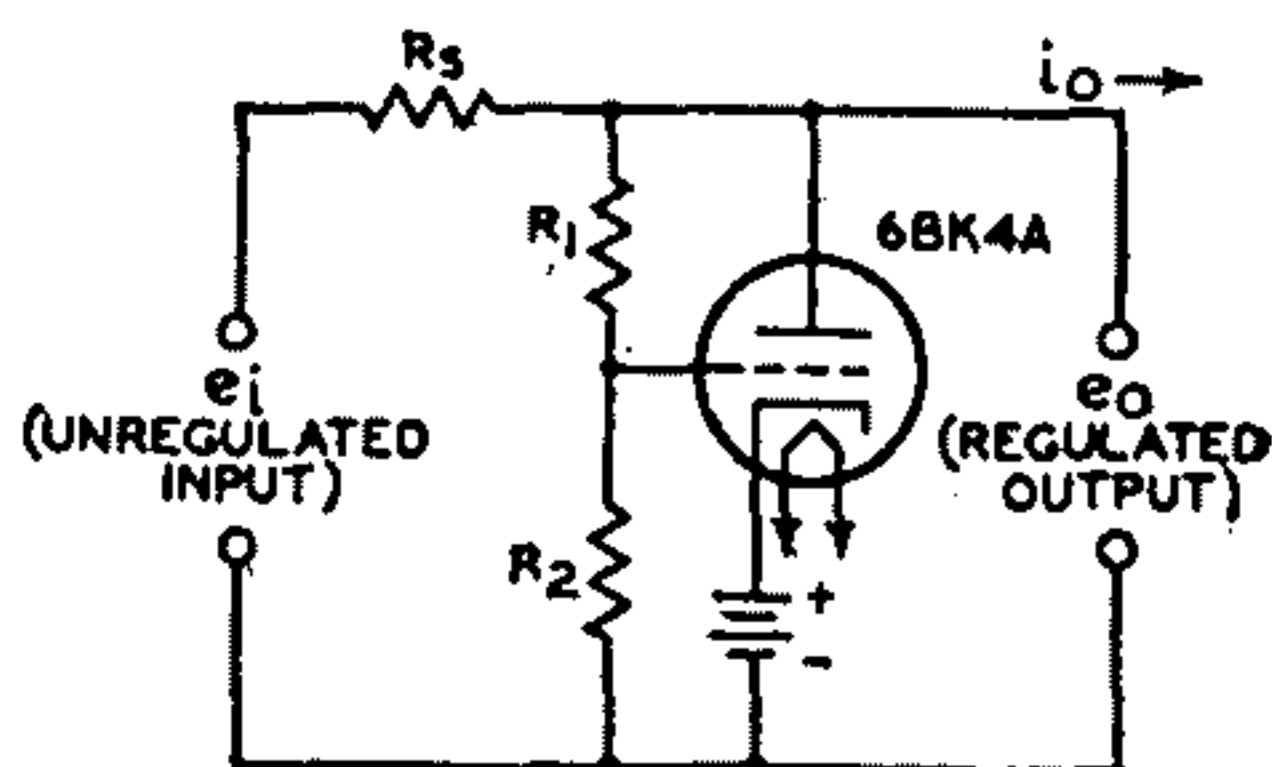 Rs
io
R1
6BK4A
ei
(UNREGULATED
INPUT)
eo
(REGULATED
OUTPUT)
R2
+
-